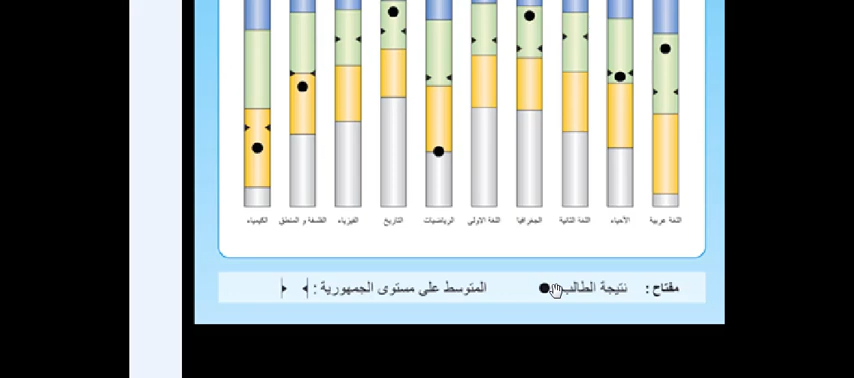 اللغة عربية الأحياء اللغة الثانية الجغرافيا اللغة الاولى الرياضيات التاريخ الفيزياء الفلسفة و المنطق الكيمياء
مفتاح : نتيجة الطالب المتوسط على مستوى الجمهورية :